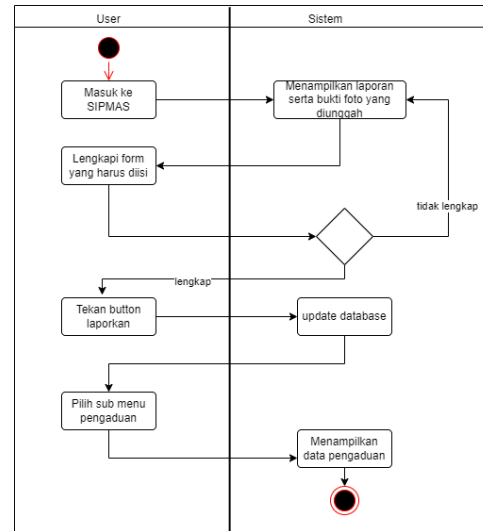 User
Sistem
Masuk ke
SIPMAS
Menampilkan laporan
serta bukti foto yang
diunggah
Lengkapi form
yang harus diisi
tidak lengkap
lengkap
Tekan button
laporkan
update database
Pilih sub menu
pengaduan
Menampilkan
data pengaduan